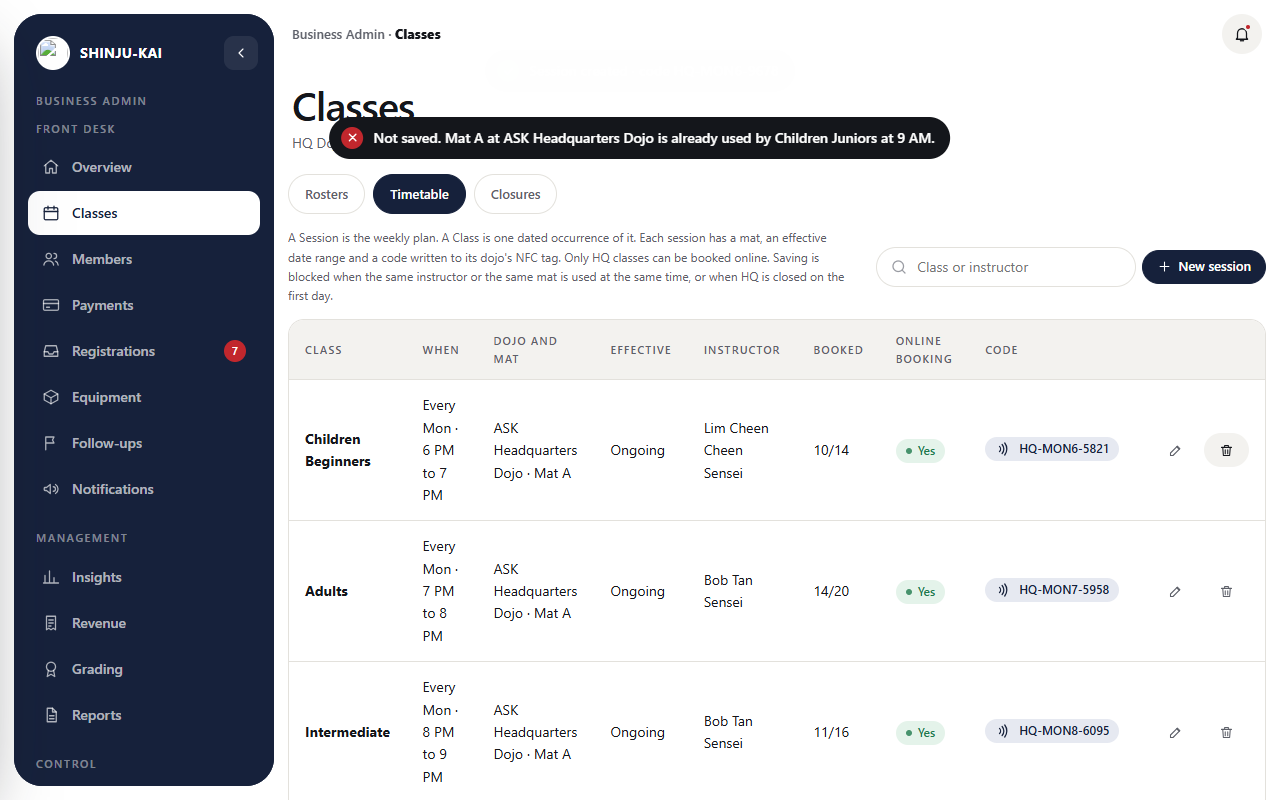 SHINJU-KAI
BUSINESS ADMIN
FRONT DESK
Overview
Classes
Members
Payments
Registrations 7
Equipment
Follow-ups
Notifications
MANAGEMENT
Insights
Revenue
Grading
Reports
CONTROL
Business Admin · Classes
Classes
HQ
Not saved. Mat A at ASK Headquarters Dojo is already used by Children Juniors at 9 AM.
Rosters Timetable Closures
A Session is the weekly plan. A Class is one dated occurrence of it. Each session has a mat, an effective
date range and a code written to its dojo's NFC tag. Only HQ classes can be booked online. Saving is
blocked when the same instructor or the same mat is used at the same time, or when HQ is closed on the
first day.
Class or instructor
New session
CLASS WHEN DOJO AND MAT EFFECTIVE INSTRUCTOR BOOKED ONLINE BOOKING CODE
Children
Beginners
Every
Mon ·
6 PM
to 7
PM
ASK
Headquarters
Dojo · Mat A
Ongoing
Lim Cheen
Cheen
Sensei
10/14
Yes
HQ-MON6-5821
Adults
Every
Mon ·
7 PM
to 8
PM
ASK
Headquarters
Dojo · Mat A
Ongoing
Bob Tan
Sensei
14/20
Yes
HQ-MON7-5958
Intermediate
Every
Mon ·
8 PM
to 9
PM
ASK
Headquarters
Dojo · Mat A
Ongoing
Bob Tan
Sensei
11/16
Yes
HQ-MON8-6095